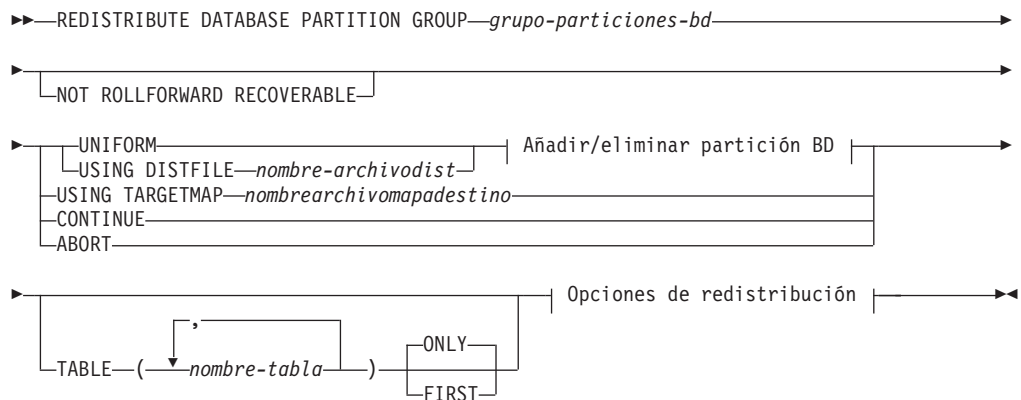 REDISTRIBUTE DATABASE PARTITION GROUP grupo-particiones-bd
NOT ROLLFORWARD RECOVERABLE
UNIFORM Añadir/eliminar partición BD
USING DISTFILE nombre-archivodist
USING TARGETMAP nombrearchivomapadestino
CONTINUE
ABORT
Opciones de redistribución
,
ONLY
TABLE ( nombre-tabla )
FIRST